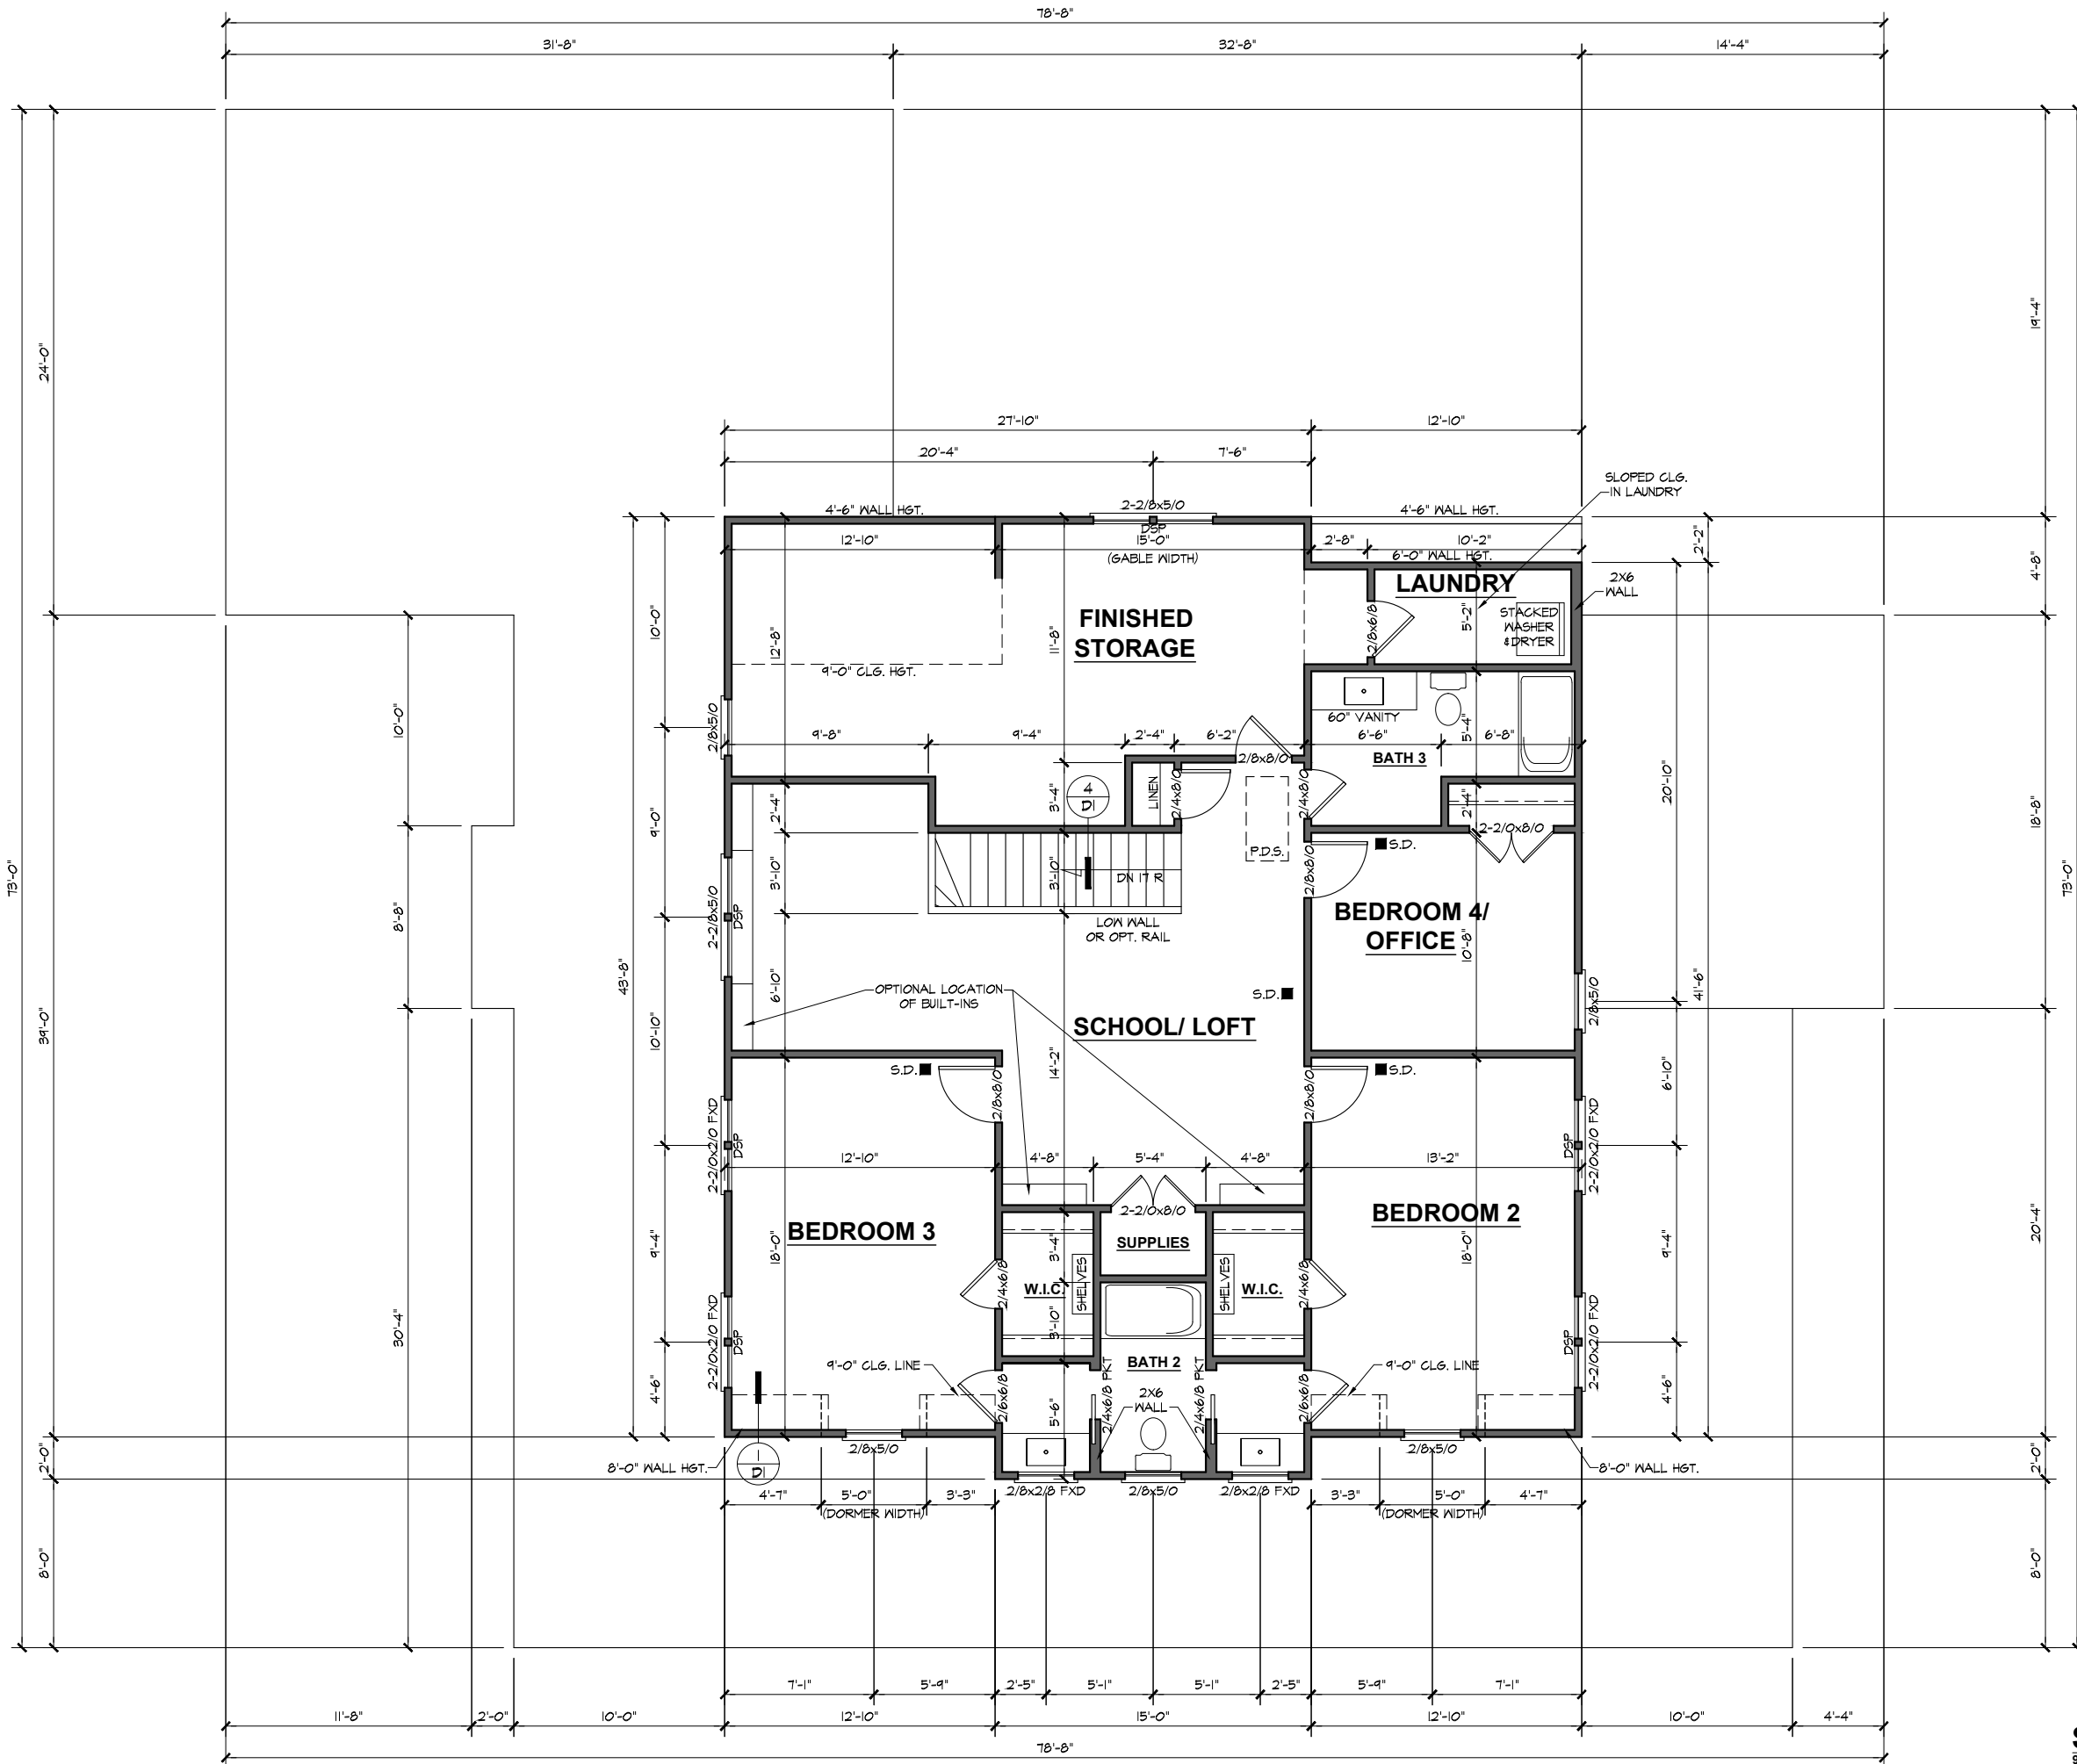 78'-8"
31'-8"
32'-8"
14'-4"
27'-10"
12'-10"
20'-4"
7'-6"
SLOPED CLG.
IN LAUNDRY
4'-6" WALL HGT.
2-2/8x5/0
4'-6" WALL HGT.
DSP
12'-10"
15'-0"
2'-8"
10'-2"
(GABLE WIDTH)
6'-0" WALL HGT.
2'-2"
19'-4"
24'-0"
4'-8"
LAUNDRY
2X6
WALL
FINISHED
STORAGE
STACKED
WASHER
&DRYER
5'-2"
2/8x6/8
10'-0"
12'-8"
11'-8"
9'-0" CLG. HGT.
10'-0"
2/8x5/0
60" VANITY
5'-4"
9'-8"
9'-4"
2'-4"
6'-2"
6'-6"
6'-8"
2/8x8/0
BATH 3
LINEN
2/4x8/0
2/4x8/0
4
D1
3'-4"
2'-4"
2'-4"
9'-0"
20'-10"
18'-8"
2-2/0x8/0
P.D.S.
S.D.
3'-10"
3'-10"
DN 17 R
2/8x8/0
73'-0"
73'-0"
8'-8"
2-2/8x5/0
DSP
LOW WALL
OR OPT. RAIL
BEDROOM 4/
OFFICE
10'-8"
43'-8"
6'-10"
41'-6"
OPTIONAL LOCATION
OF BUILT-INS
S.D.
2/8x5/0
39'-0"
10'-10"
SCHOOL/ LOFT
14'-2"
S.D.
S.D.
6'-10"
2/8x8/0
2/8x8/0
2-2/0x2/0 FXD
DSP
DSP
2-2/0x2/0 FXD
12'-10"
4'-8"
5'-4"
4'-8"
13'-2"
2-2/0x8/0
BEDROOM 3
BEDROOM 2
SUPPLIES
18'-0"
3'-4"
18'-0"
9'-4"
9'-4"
20'-4"
W.I.C.
SHELVES
SHELVES
W.I.C.
2/4x6/8
2/4x6/8
3'-10"
30'-4"
2-2/0x2/0 FXD
DSP
DSP
2-2/0x2/0 FXD
9'-0" CLG. LINE
BATH 2
9'-0" CLG. LINE
4'-6"
2/6x6/8
5'-6"
2/4x6/8 PKT
2X6
WALL
2/4x6/8 PKT
2/6x6/8
4'-6"
2/8x5/0
2/8x5/0
8'-0" WALL HGT.
1
D1
8'-0" WALL HGT.
2'-0"
2'-0"
2/8x2/8 FXD
2/8x5/0
2/8x2/8 FXD
4'-7"
5'-0"
3'-3"
3'-3"
5'-0"
4'-7"
(DORMER WIDTH)
(DORMER WIDTH)
8'-0"
8'-0"
7'-1"
5'-9"
2'-5"
5'-1"
5'-1"
2'-5"
5'-9"
7'-1"
11'-8"
2'-0"
10'-0"
12'-10"
15'-0"
12'-10"
10'-0"
4'-4"
78'-8"